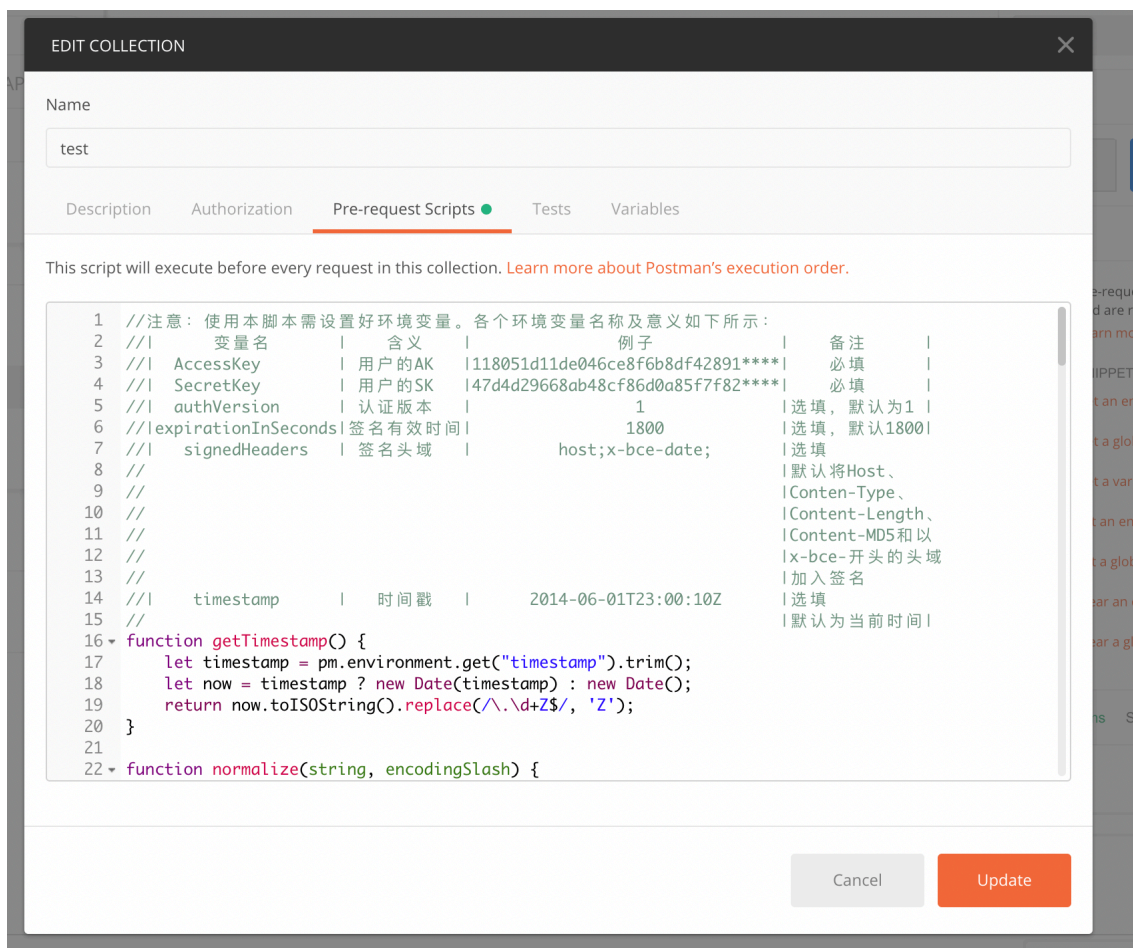 EDIT COLLECTION
Name
test
Description Authorization Pre-request Scripts Tests Variables
This script will execute before every request in this collection. Learn more about Postman's execution order.
1 //注意：使用本脚本需设置好环境变量。各个环境变量名称及意义如下所示：
2 //| 变量名 | 含义 | 例子 | 备注 |
3 //| AccessKey | 用户的AK |118051d11de046ce8f6b8df42891****| 必填 |
4 //| SecretKey | 用户的SK |47d4d29668ab48cf86d0a85f7f82****| 必填 |
5 //| authVersion | 认证版本 | 1 |选填，默认为1 |
6 //|expirationInSeconds|签名有效时间| 1800 |选填，默认1800|
7 //| signedHeaders | 签名头域 | host;x-bce-date; |选填
8 // |默认将Host、
9 // |Conten-Type、
10 // |Content-Length、
11 // |Content-MD5和以
12 // |x-bce-开头的头域
13 // |加入签名
14 //| timestamp | 时间戳 | 2014-06-01T23:00:10Z |选填
15 // |默认为当前时间|
16 function getTimestamp() {
17 let timestamp = pm.environment.get("timestamp").trim();
18 let now = timestamp ? new Date(timestamp) : new Date();
19 return now.toISOString().replace(/\.\d+Z$/, 'Z');
20 }
21
22 function normalize(string, encodingSlash) {
Cancel Update